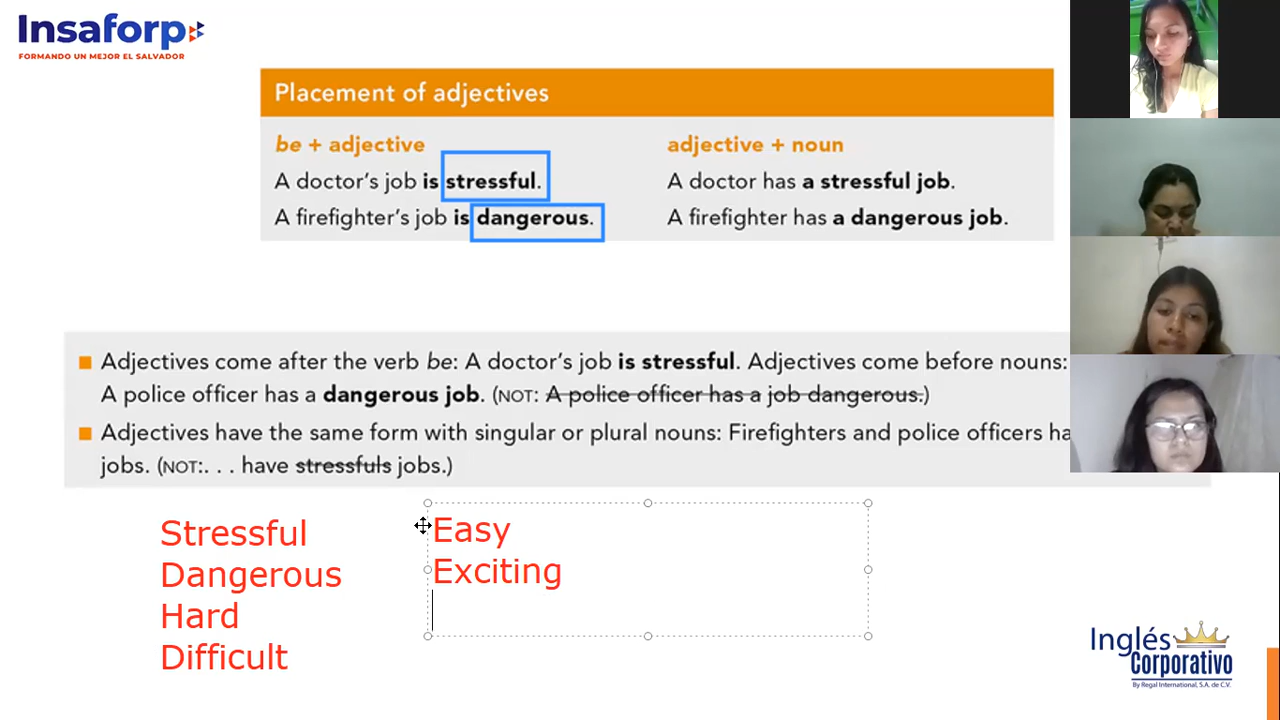 Insaforp
FORMANDO UN MEJOR EL SALVADOR
Placement of adjectives
be + adjective
A doctor's job is stressful.
A firefighter's job is dangerous.
adjective + noun
A doctor has a stressful job.
A firefighter has a dangerous job.
Adjectives come after the verb be: A doctor's job is stressful. Adjectives come before nouns:
A police officer has a dangerous job. (NOT: A police officer has a job dangerous.)
Adjectives have the same form with singular or plural nouns: Firefighters and police officers ha
jobs. (NOT:. . . have stressfuls jobs.)
Stressful
Dangerous
Hard
Difficult
Easy
Exciting
Inglés
Corporativo
By Regal International, S.A. de C.V.